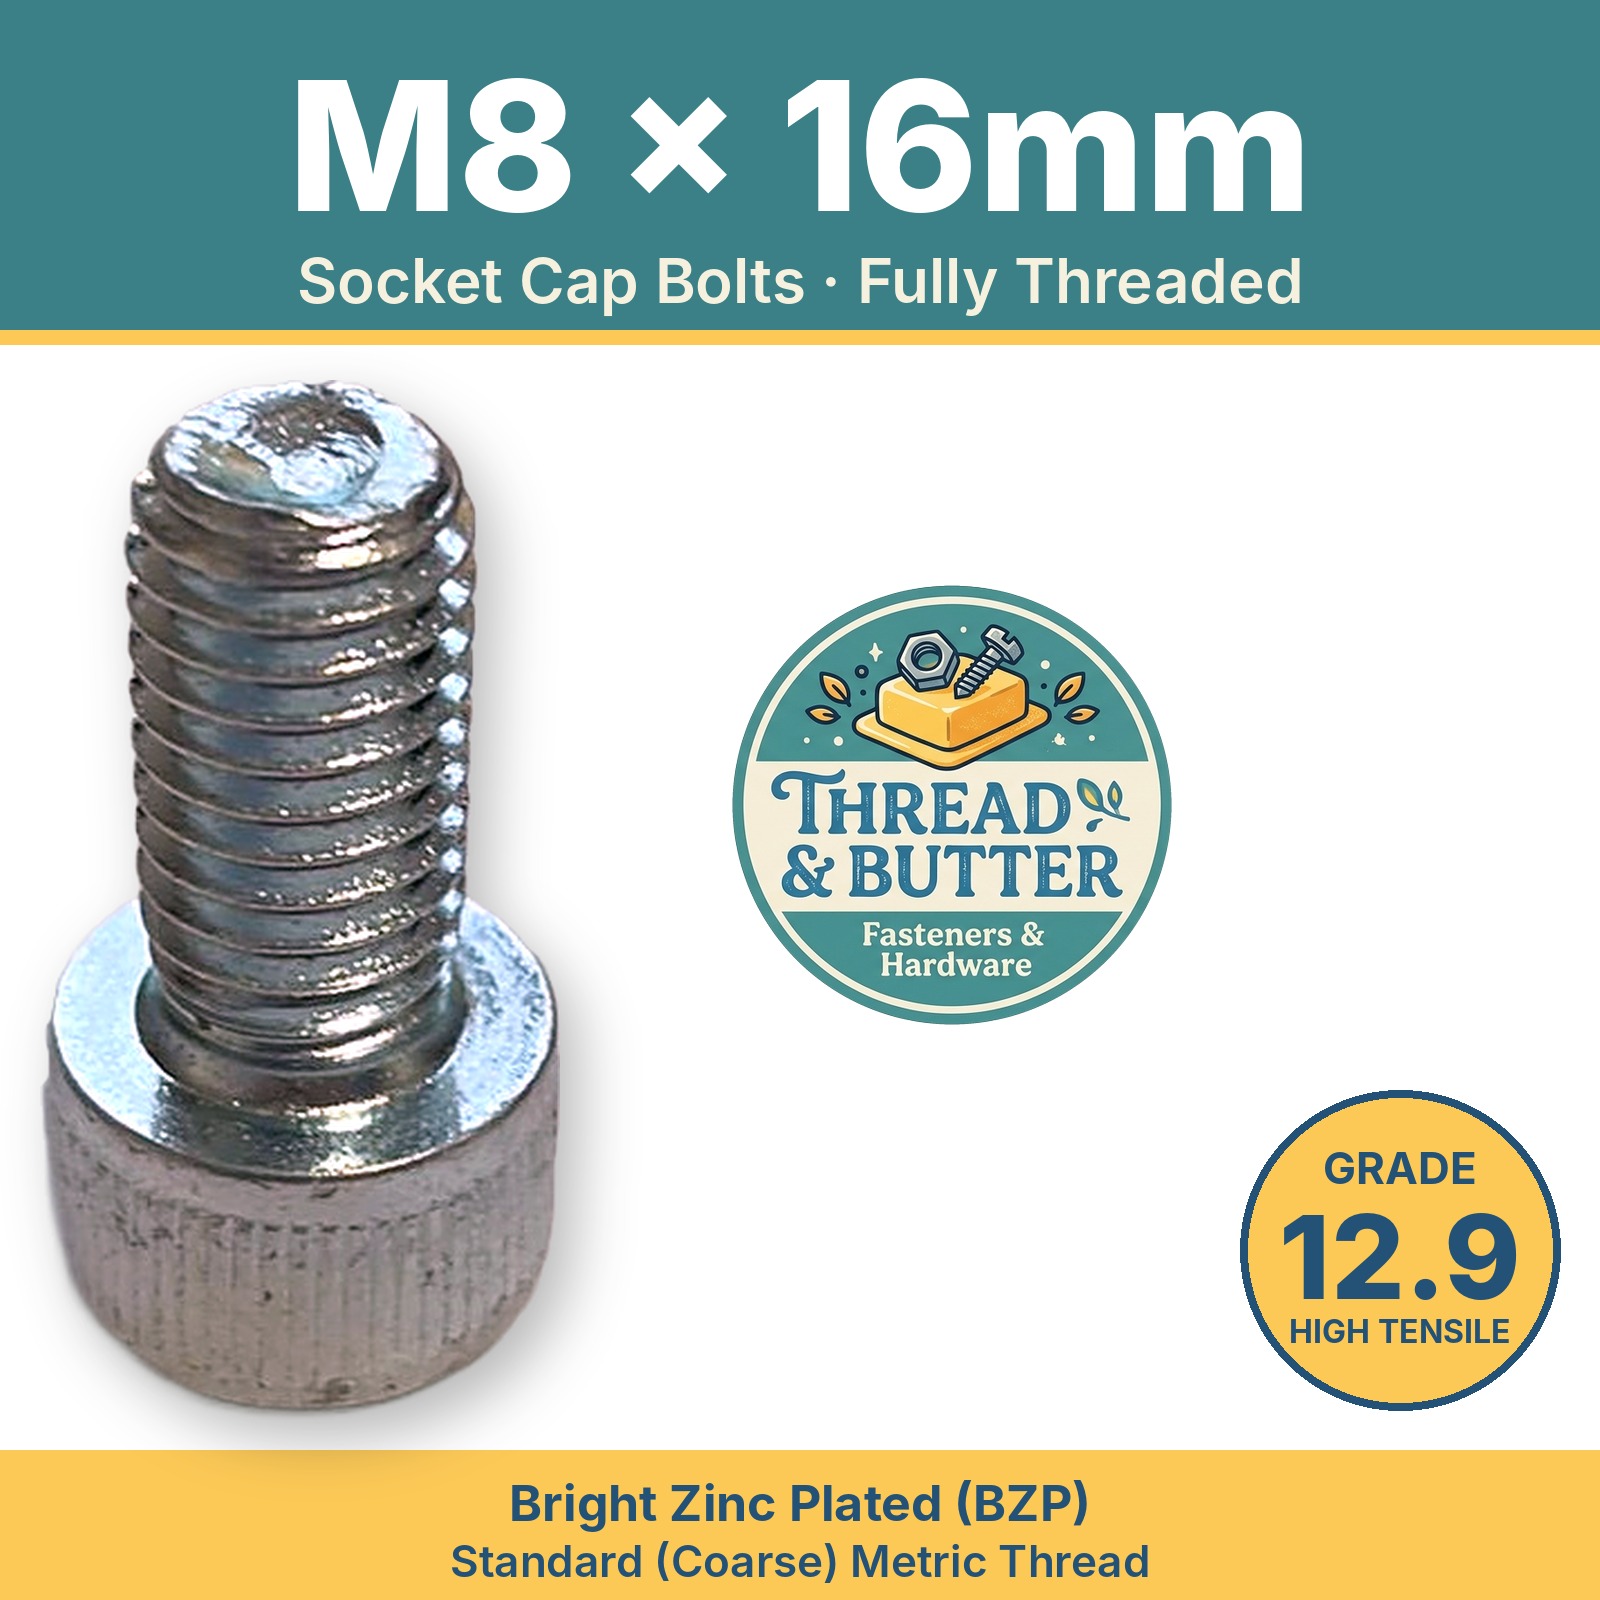 M8 × 16mm
Socket Cap Bolts · Fully Threaded
THREAD
& BUTTER
Fasteners &
Hardware
GRADE
12.9
HIGH TENSILE
Bright Zinc Plated (BZP)
Standard (Coarse) Metric Thread